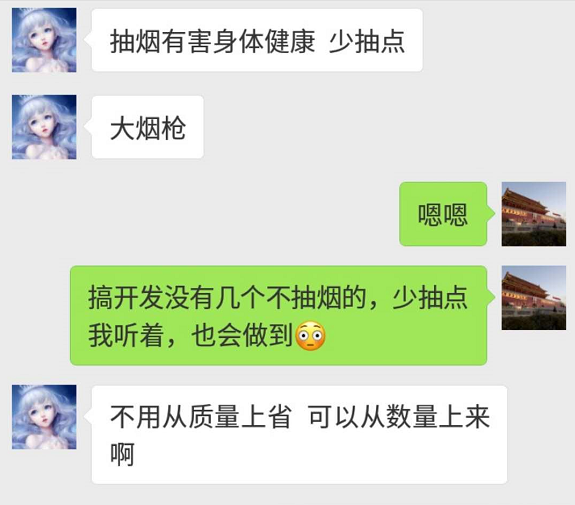 抽烟有害身体健康  少抽点
大烟枪
嗯嗯
搞开发没有几个不抽烟的，少抽点
我听着，也会做到😳
不用从质量上省  可以从数量上来
啊